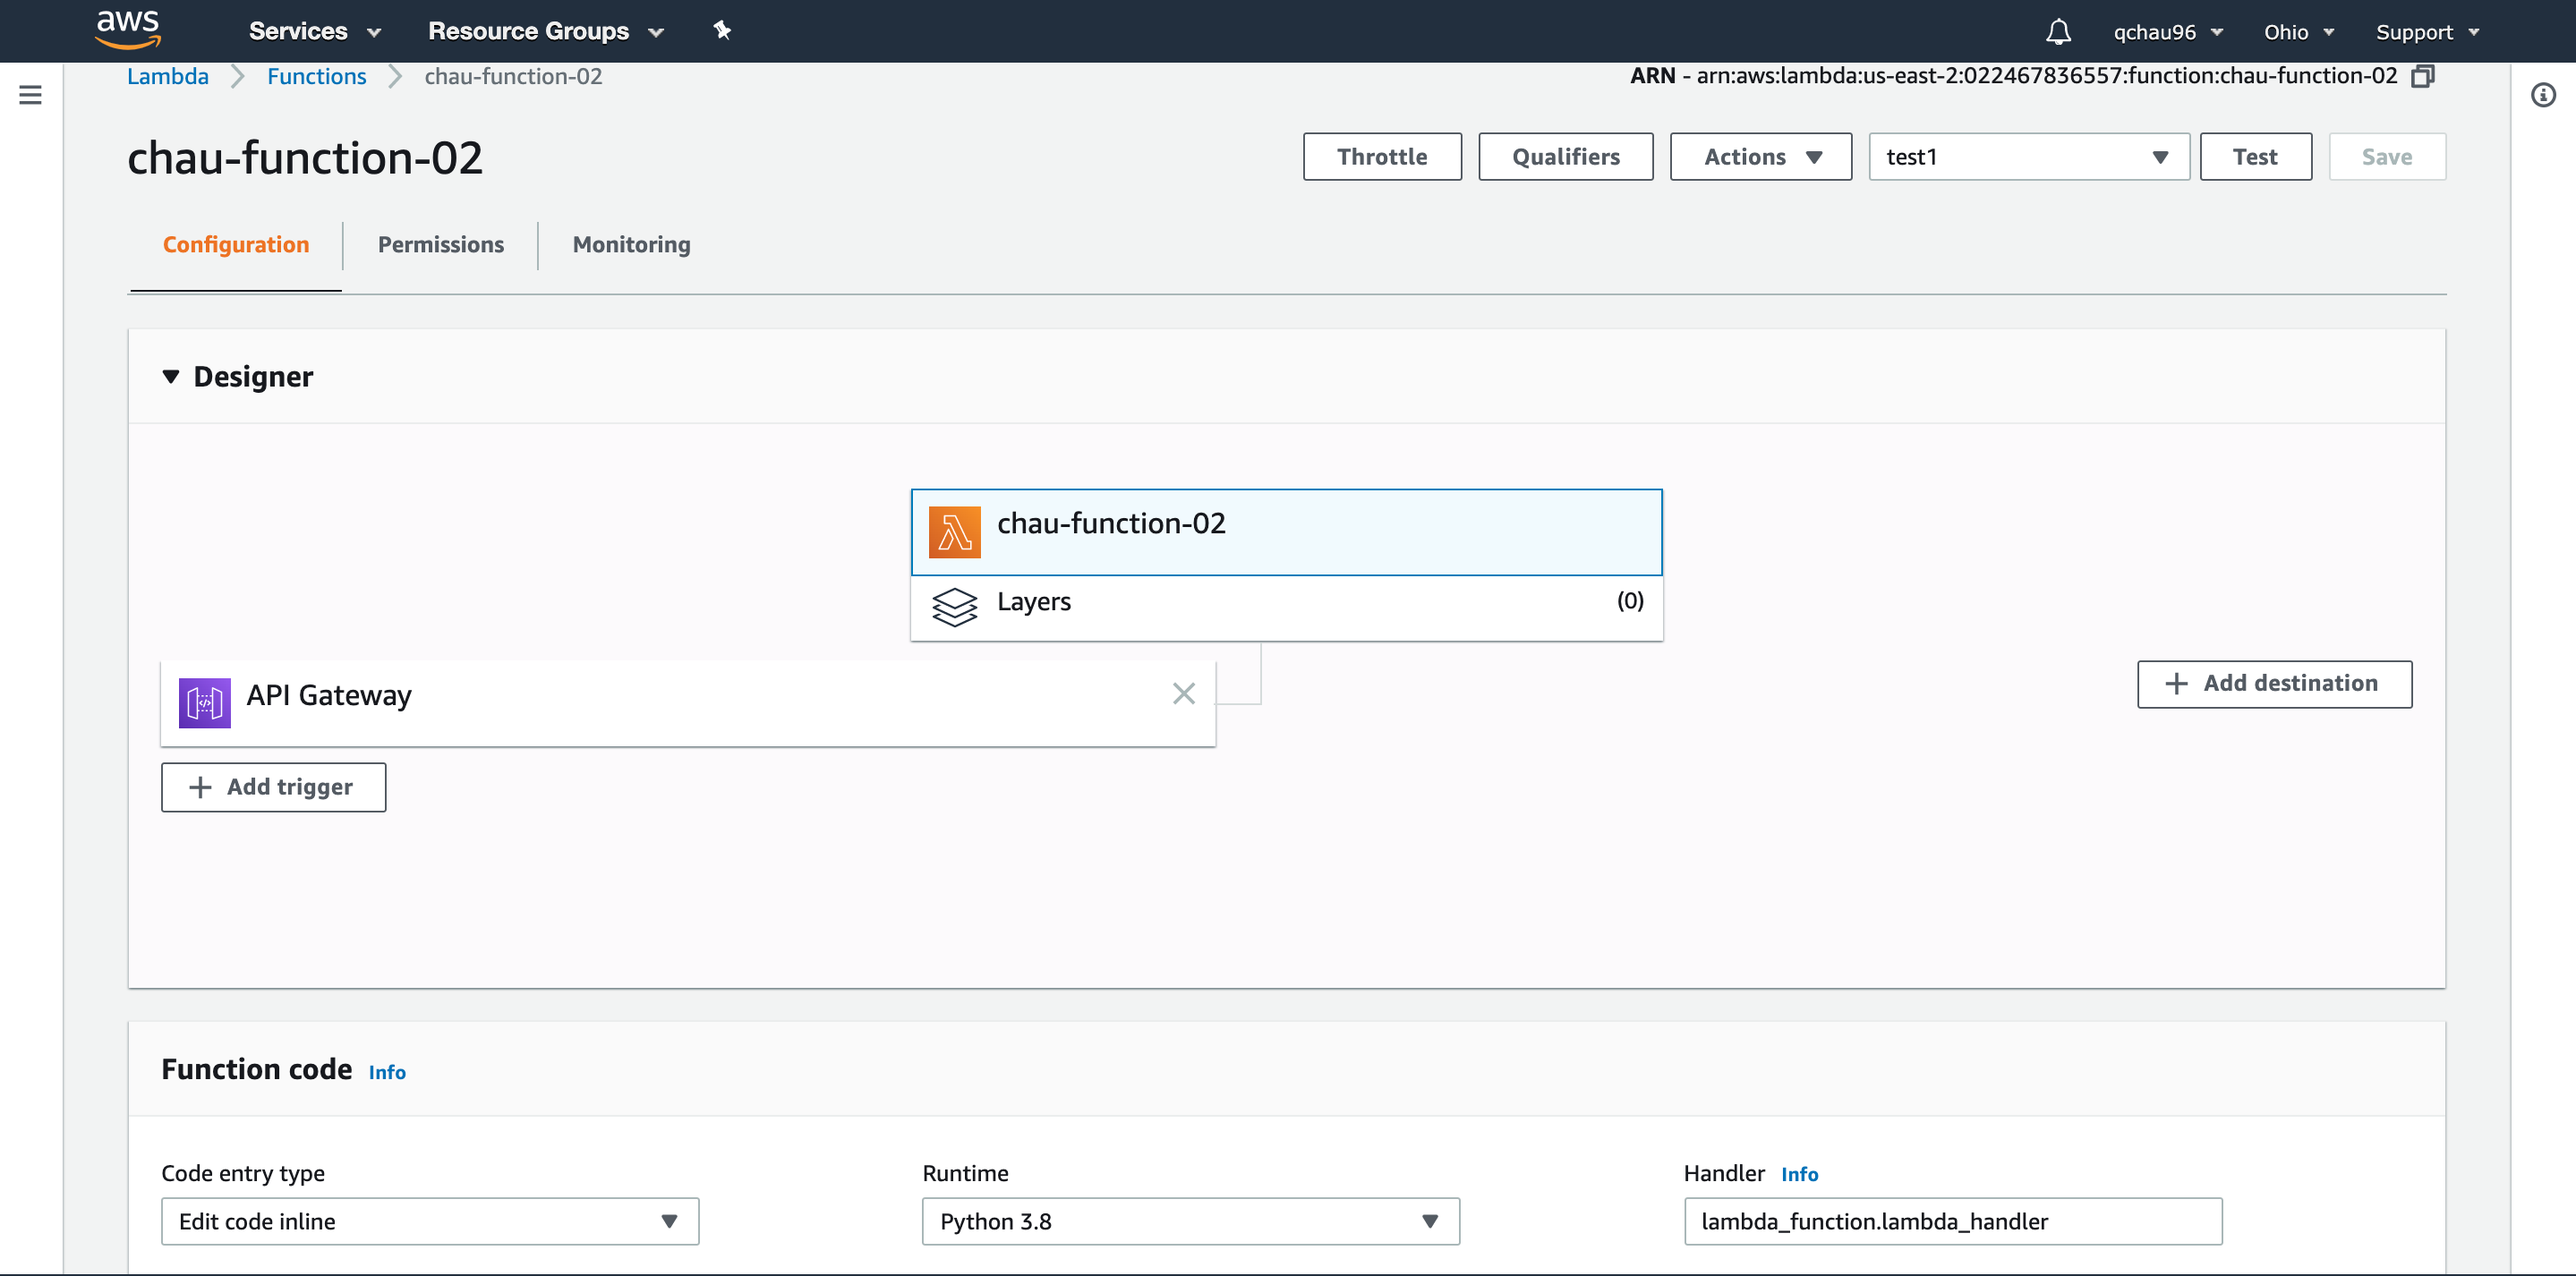 aws Services Resource Groups qchau96 Ohio Support
Lambda Functions chau-function-02 ARN - arn:aws:lambda:us-east-2:022467836557:function:chau-function-02
chau-function-02 Throttle Qualifiers Actions test1 Test Save
Configuration Permissions Monitoring
Designer
chau-function-02
Layers (0)
API Gateway
+ Add destination
+ Add trigger
Function code Info
Code entry type Runtime Handler Info
Edit code inline Python 3.8 lambda_function.lambda_handler